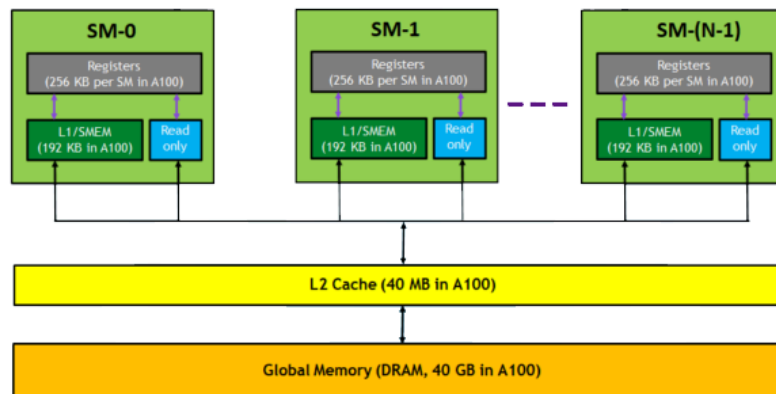 SM-0
Registers
(256 KB per SM in A100)
L1/SMEM
(192 KB in A100)
Read
only
SM-1
Registers
(256 KB per SM in A100)
L1/SMEM
(192 KB in A100)
Read
only
SM-(N-1)
Registers
(256 KB per SM in A100)
L1/SMEM
(192 KB in A100)
Read
only
L2 Cache (40 MB in A100)
Global Memory (DRAM, 40 GB in A100)